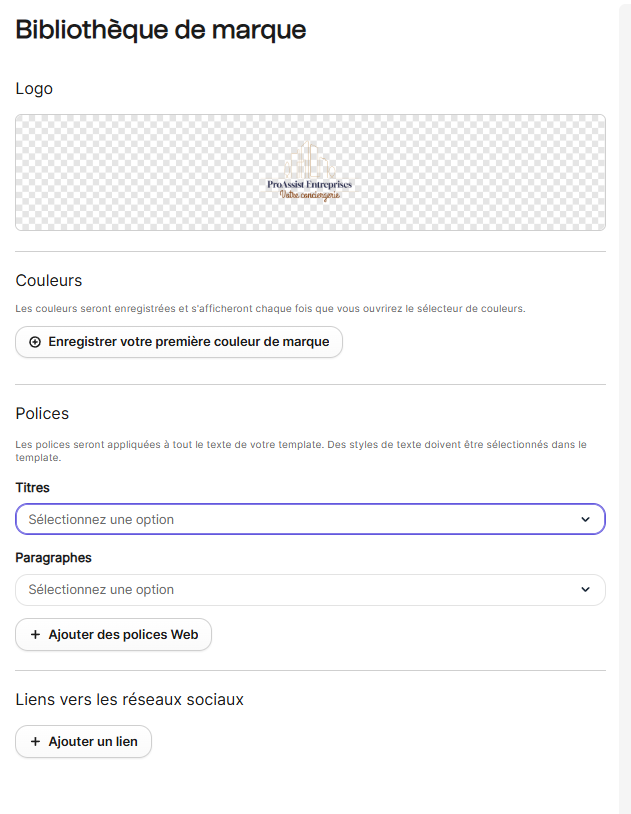 Bibliothèque de marque
Logo
ProAssist Entreprises
Votre conciergerie
Couleurs
Les couleurs seront enregistrées et s'afficheront chaque fois que vous ouvrirez le sélecteur de couleurs.
Enregistrer votre première couleur de marque
Polices
Les polices seront appliquées à tout le texte de votre template. Des styles de texte doivent être sélectionnés dans le
template.
Titres
Sélectionnez une option
Paragraphes
Sélectionnez une option
+ Ajouter des polices Web
Liens vers les réseaux sociaux
+ Ajouter un lien